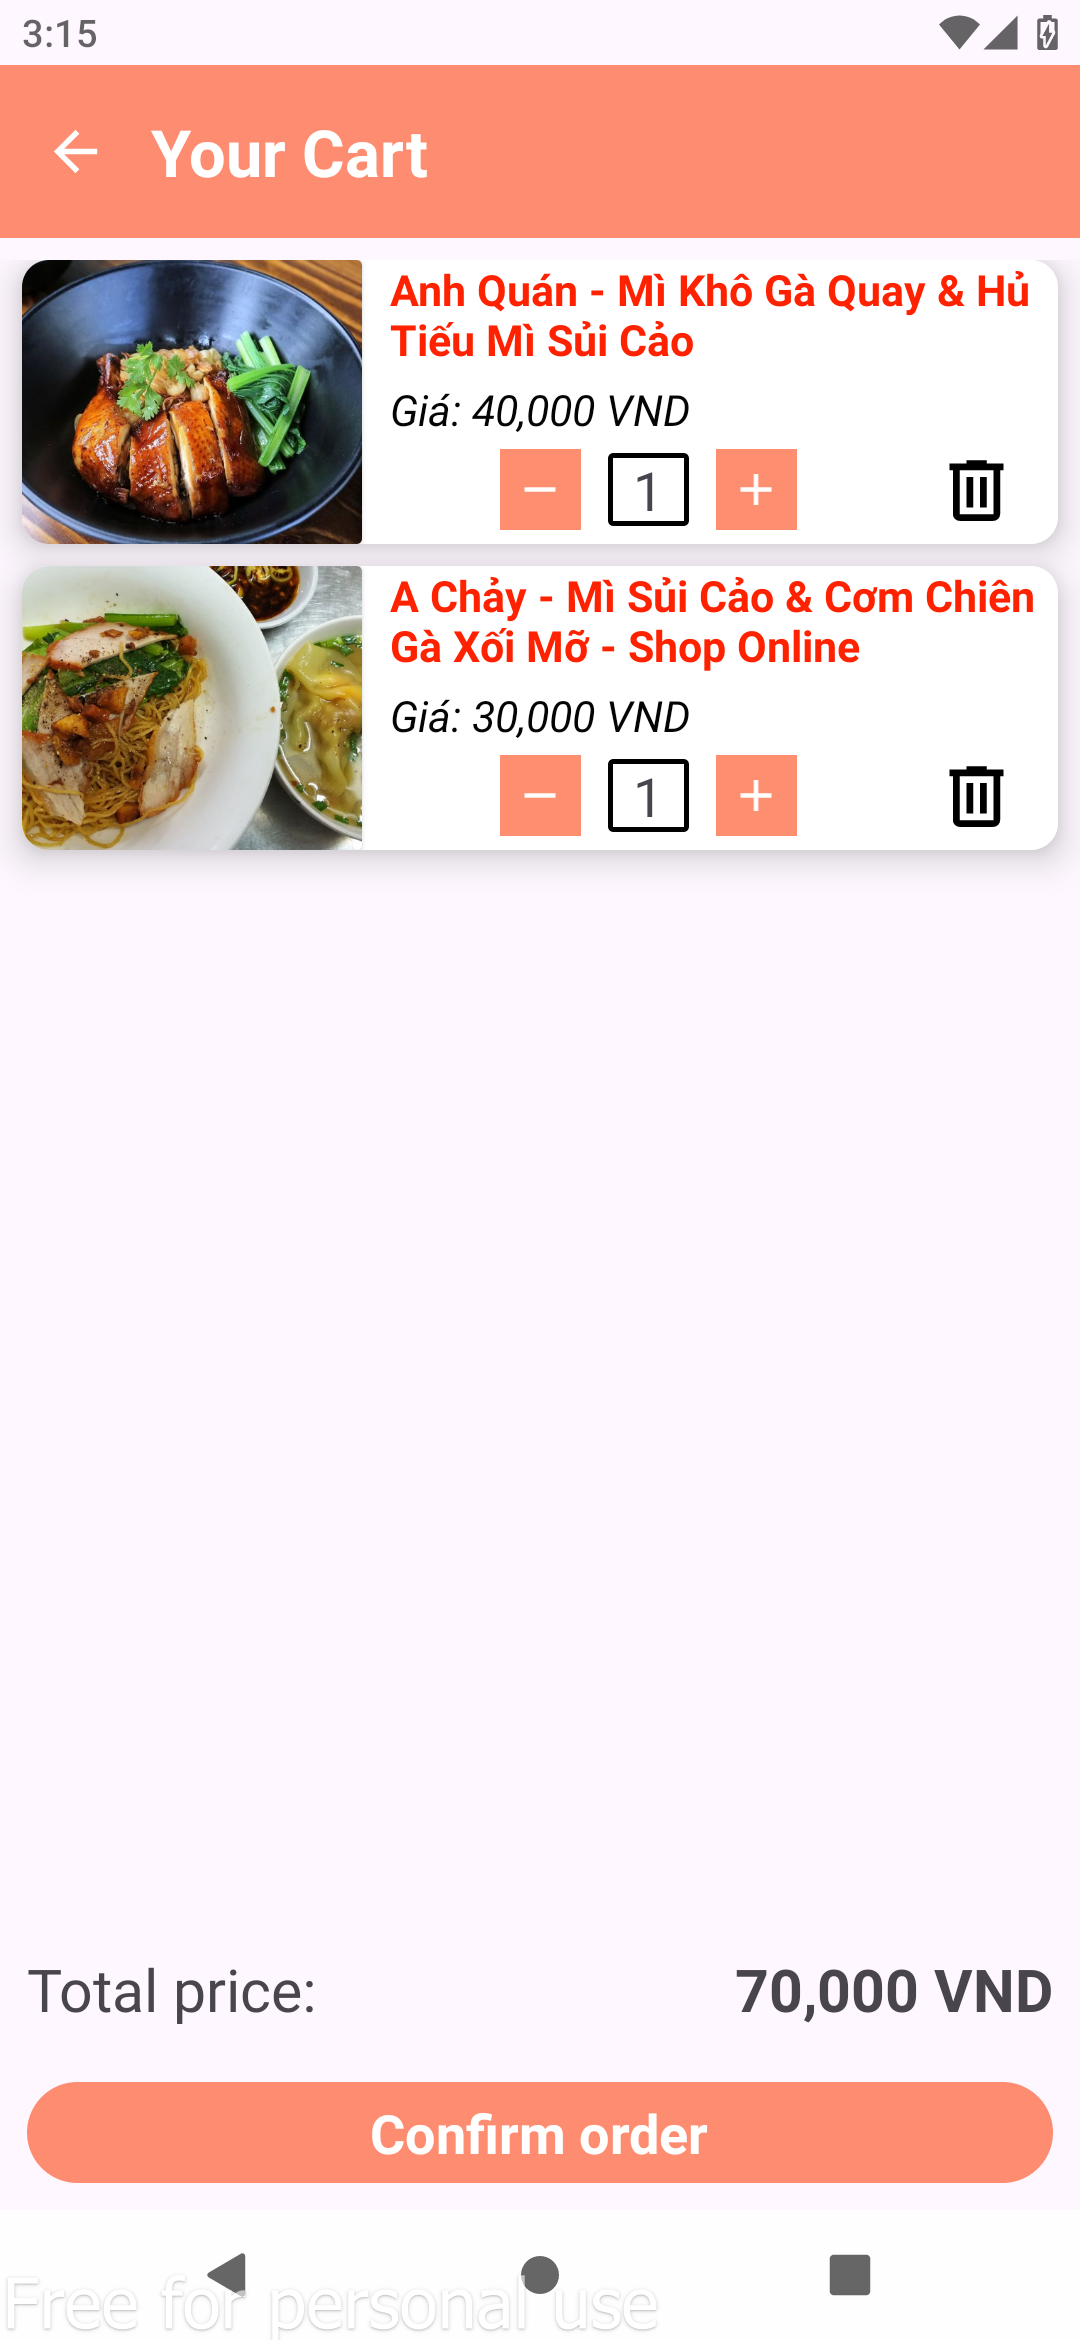 3:15
Your Cart
Anh Quán - Mì Khô Gà Quay & Hủ
Tiếu Mì Sủi Cảo
Giá: 40,000 VND
1
A Chảy - Mì Sủi Cảo & Cơm Chiên
Gà Xối Mỡ - Shop Online
Giá: 30,000 VND
1
Total price: 70,000 VND
Confirm order
Free for personal use